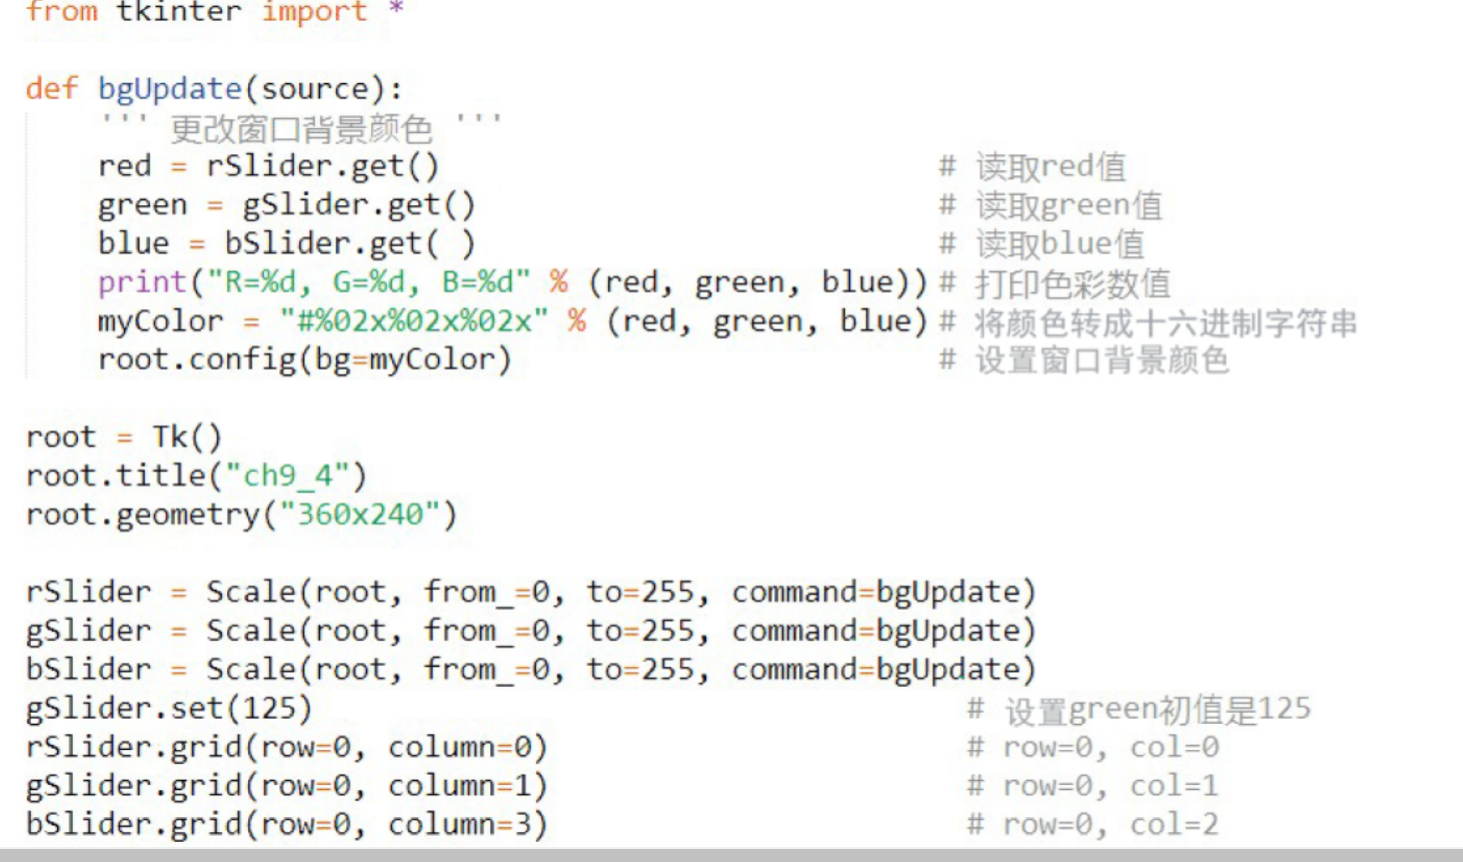 from tkinter import *
def bgUpdate(source):
''' 更改窗口背景颜色 '''
red = rSlider.get() # 读取red值
green = gSlider.get() # 读取green值
blue = bSlider.get( ) # 读取blue值
print("R=%d, G=%d, B=%d" % (red, green, blue)) # 打印色彩数值
myColor = "#%02x%02x%02x" % (red, green, blue) # 将颜色转成十六进制字符串
root.config(bg=myColor) # 设置窗口背景颜色
root = Tk()
root.title("ch9_4")
root.geometry("360x240")
rSlider = Scale(root, from_=0, to=255, command=bgUpdate)
gSlider = Scale(root, from_=0, to=255, command=bgUpdate)
bSlider = Scale(root, from_=0, to=255, command=bgUpdate)
gSlider.set(125) # 设置green初值是125
rSlider.grid(row=0, column=0) # row=0, col=0
gSlider.grid(row=0, column=1) # row=0, col=1
bSlider.grid(row=0, column=3) # row=0, col=2